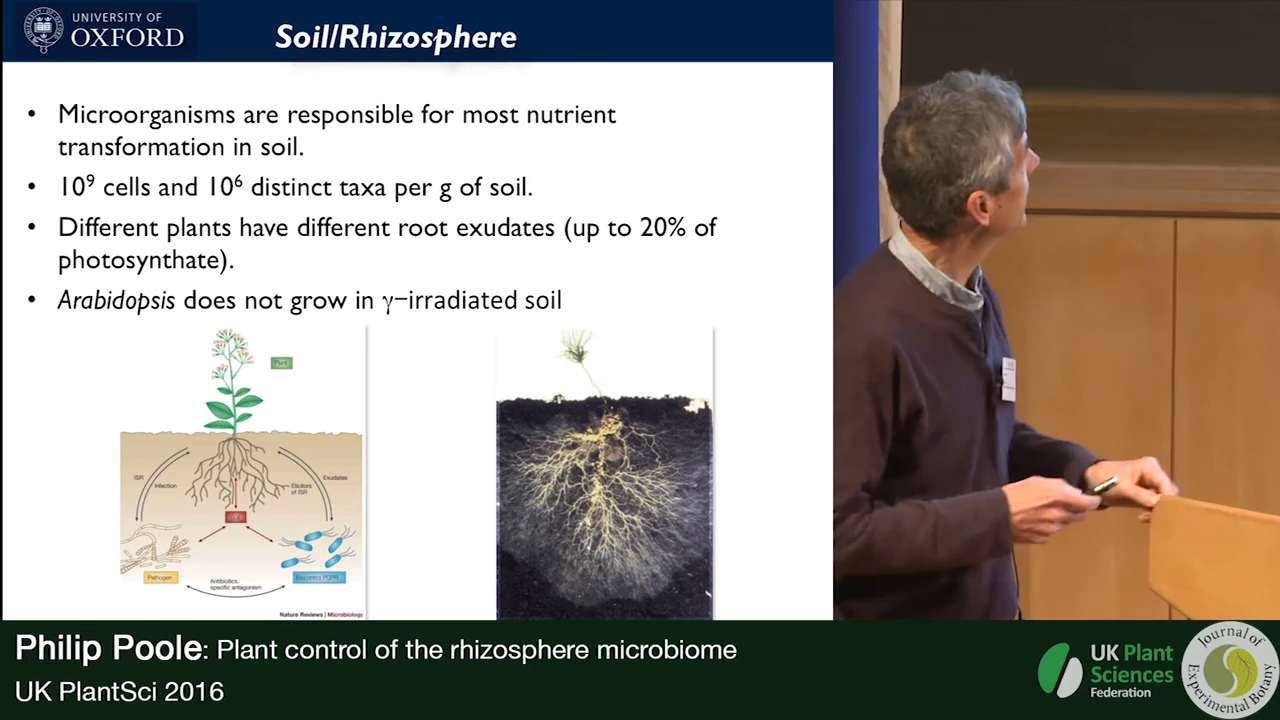 UNIVERSITY OF
OXFORD
Soil/Rhizosphere
• Microorganisms are responsible for most nutrient
transformation in soil.
• 10⁹ cells and 10⁶ distinct taxa per g of soil.
• Different plants have different root exudates (up to 20% of
photosynthate).
• Arabidopsis does not grow in γ–irradiated soil
Plant
ISR
Infection
Elicitors
of ISR
Exudates
Pathogen
Antibiotics,
specific antagonism
Biocontrol PGPR
Nature Reviews | Microbiology
Philip Poole: Plant control of the rhizosphere microbiome
UK PlantSci 2016
UK Plant
Sciences
Federation
Journal of
Experimental Botany